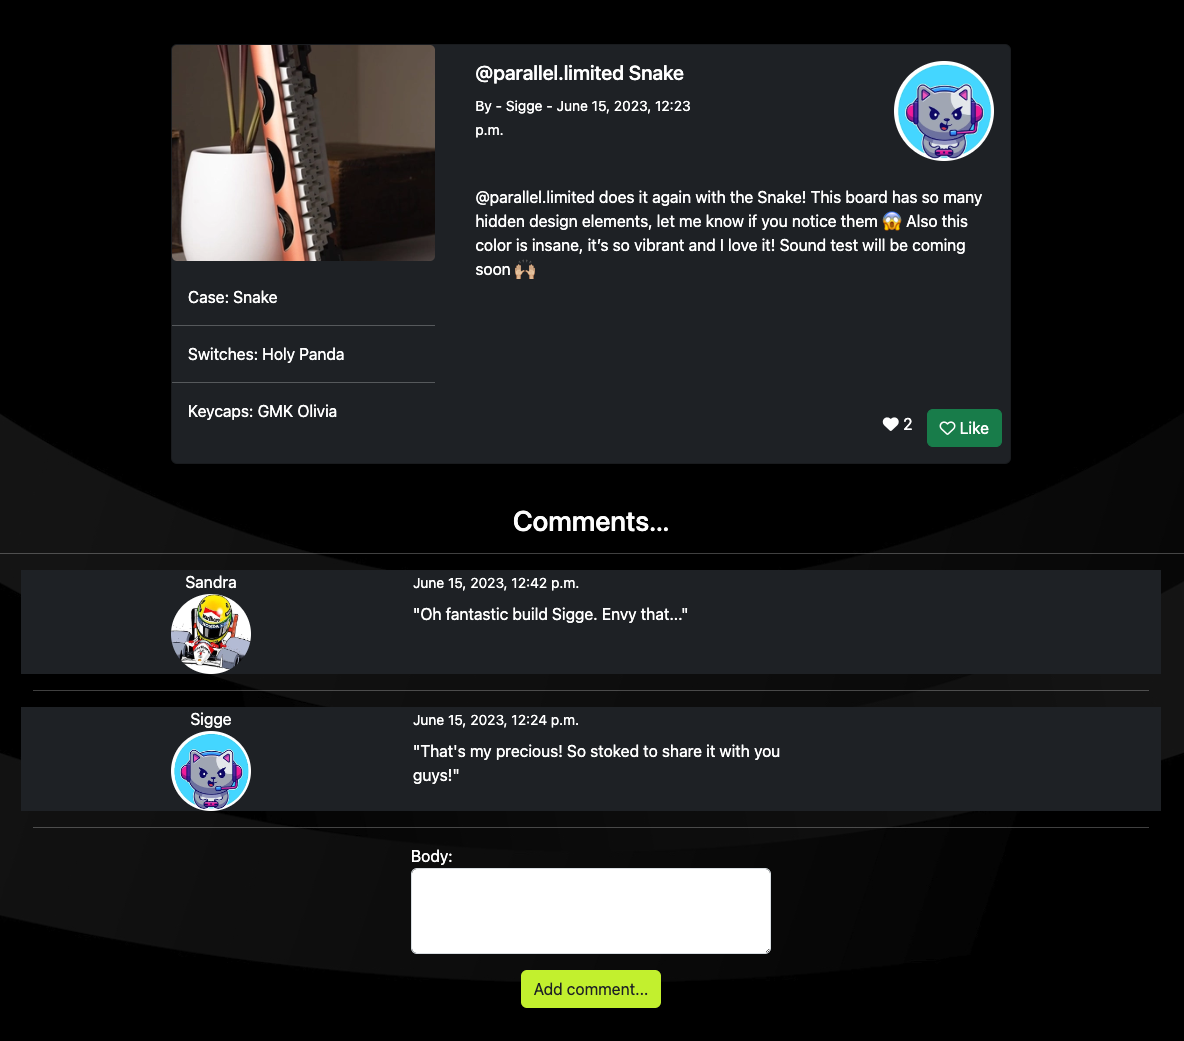 @parallel.limited Snake
By - Sigge - June 15, 2023, 12:23
p.m.
@parallel.limited does it again with the Snake! This board has so many
hidden design elements, let me know if you notice them 😱 Also this
color is insane, it’s so vibrant and I love it! Sound test will be coming
soon 🙌🏼
Case: Snake
Switches: Holy Panda
Keycaps: GMK Olivia
2
Like
Comments...
Sandra
June 15, 2023, 12:42 p.m.
"Oh fantastic build Sigge. Envy that..."
Sigge
June 15, 2023, 12:24 p.m.
"That's my precious! So stoked to share it with you
guys!"
Body:
Add comment...